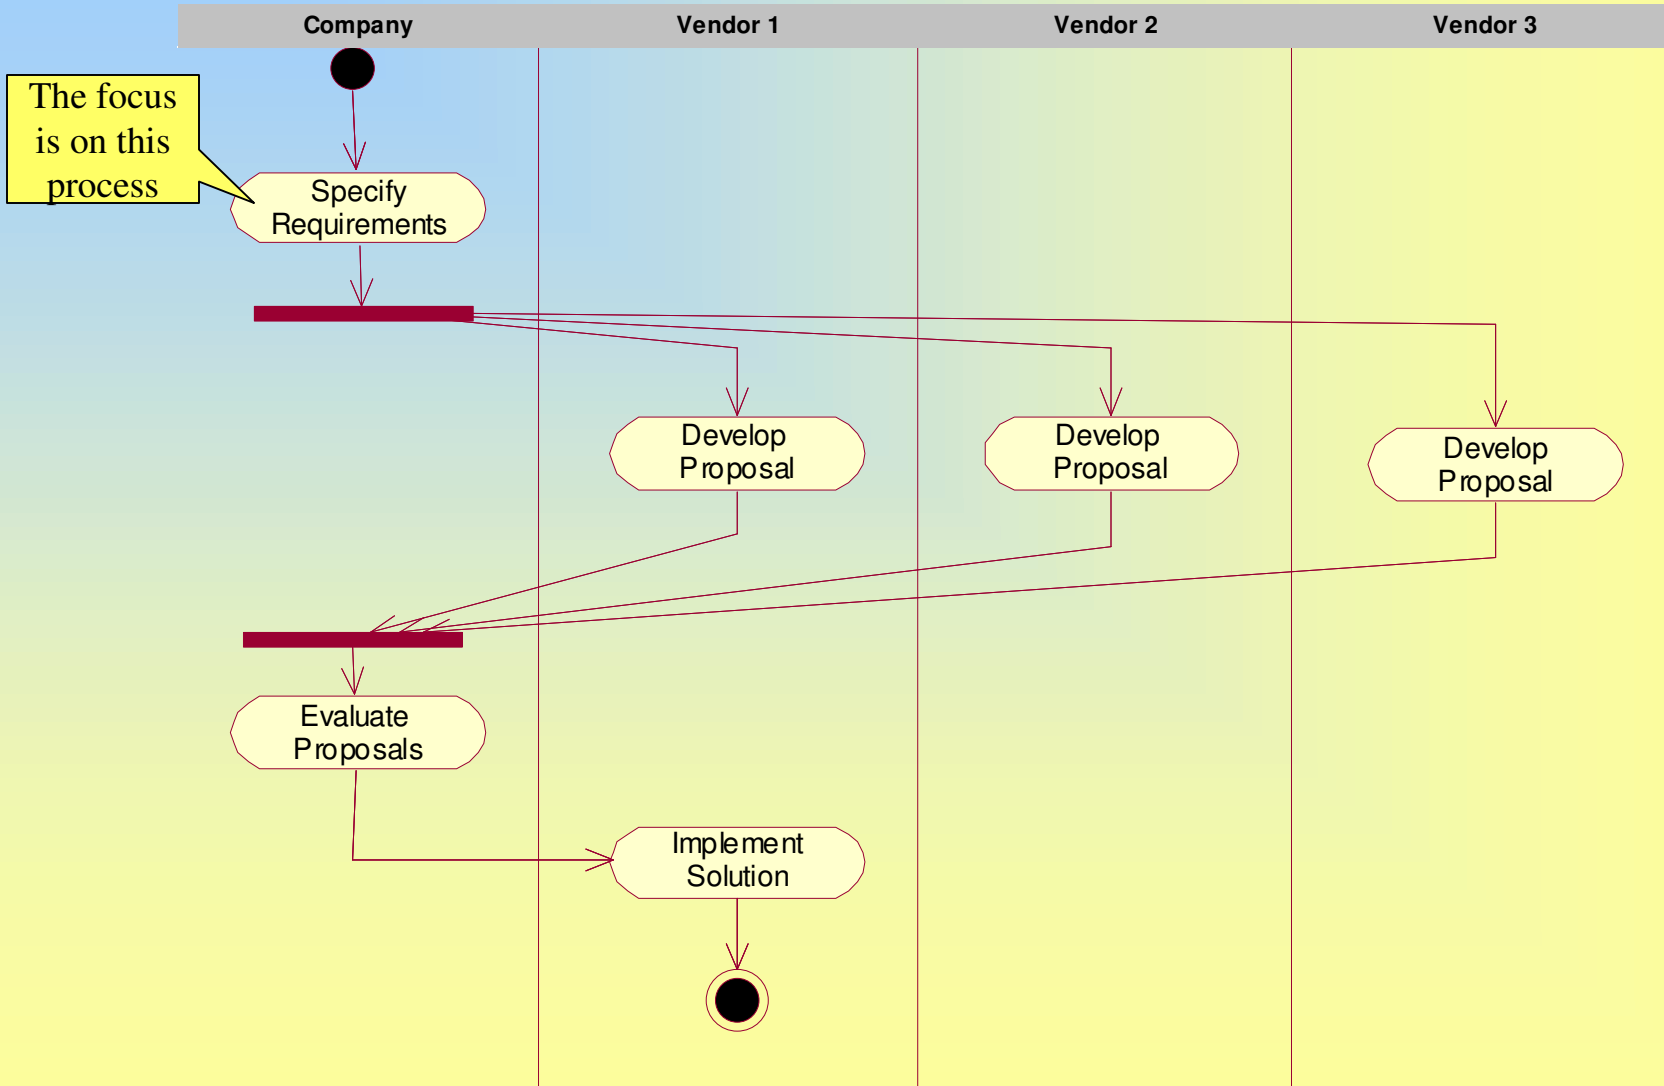 Company
Vendor 1
Vendor 2
Vendor 3
The focus
is on this
process
Specify
Requirements
Develop
Proposal
Develop
Proposal
Develop
Proposal
Evaluate
Proposals
Implement
Solution